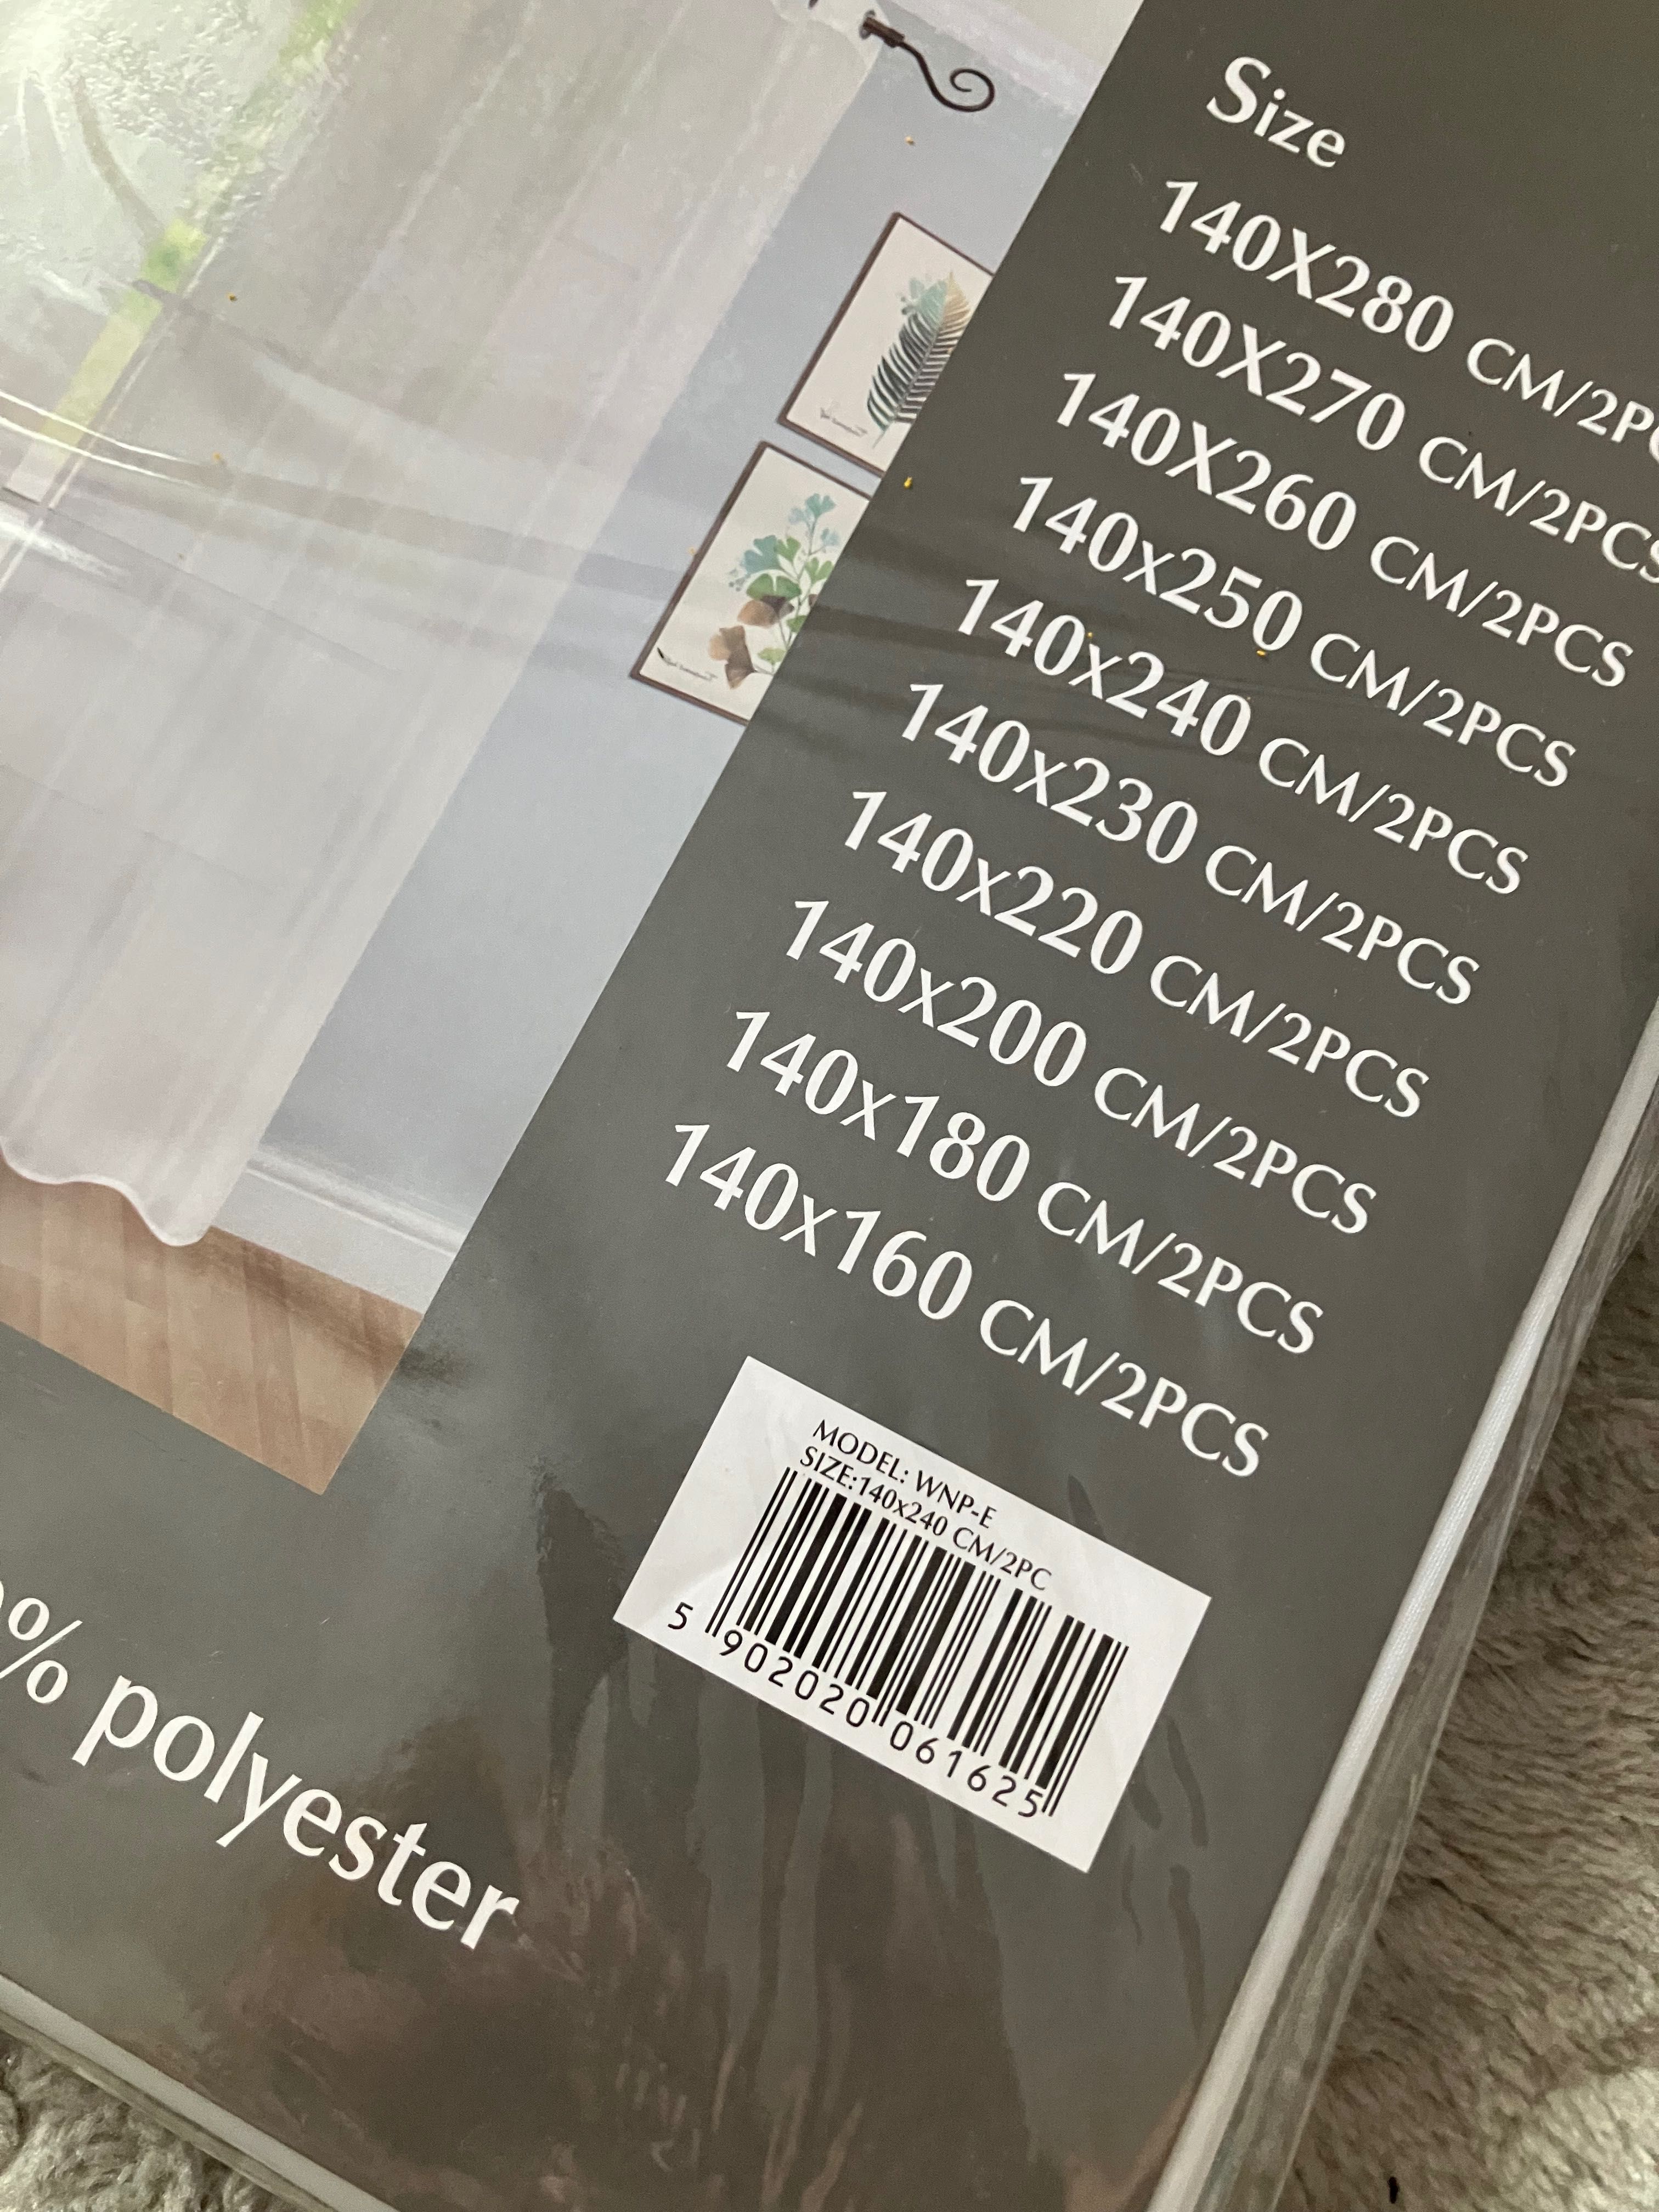 Size
140X280 CM/2PC
140X270 CM/2PCS
140X260 CM/2PCS
140x250 CM/2PCS
140x240 CM/2PCS
140x230 CM/2PCS
140x220 CM/2PCS
140x200 CM/2PCS
140x180 CM/2PCS
140x160 CM/2PCS
MODEL: WNP-E
SIZE:140x240 CM/2PC
5 902020 061625
% polyester